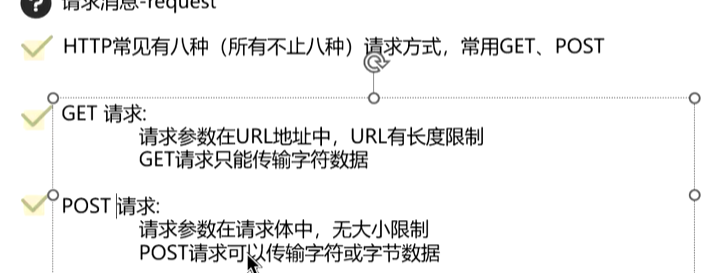 请求消息-request
HTTP常见有八种（所有不止八种）请求方式，常用GET、POST
GET 请求:
请求参数在URL地址中，URL有长度限制
GET请求只能传输字符数据
POST 请求:
请求参数在请求体中，无大小限制
POST请求可以传输字符或字节数据